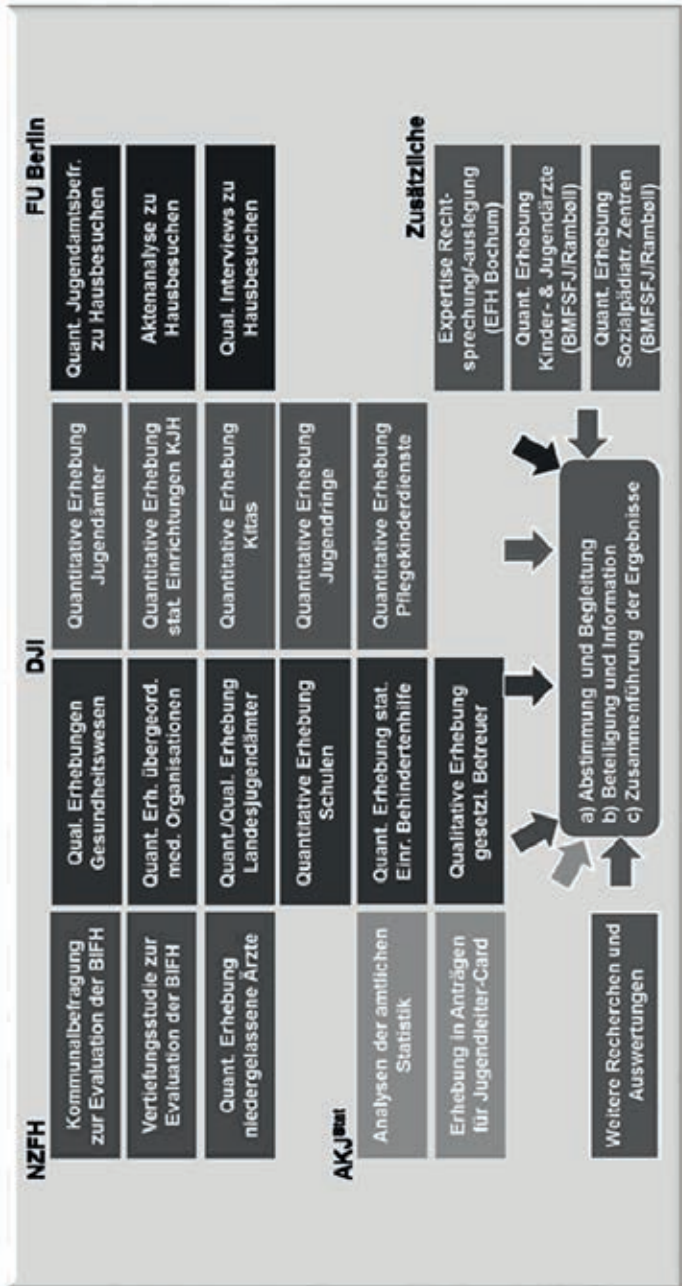 NZFH
Kommunalbefragung
zur Evaluation der BIFH
Vertiefungsstudie zur
Evaluation der BIFH
Quant. Erhebung
niedergelassene Ärzte
AKJStat
Analysen der amtlichen
Statistik
Erhebung in Anträgen
für Jugendleiter-Card
Weitere Recherchen und
Auswertungen
DJI
Qual. Erhebungen
Gesundheitswesen
Quant. Erh. übergeord.
med. Organisationen
Quant./Qual. Erhebung
Landesjugendämter
Quantitative Erhebung
Schulen
Quant. Erhebung stat.
Einr. Behindertenhilfe
Qualitative Erhebung
gesetzl. Betreuer
Quantitative Erhebung
Jugendämter
Quantitative Erhebung
stat. Einrichtungen KJH
Quantitative Erhebung
Kitas
Quantitative Erhebung
Jugendringe
Quantitative Erhebung
Pflegekinderdienste
a) Abstimmung und Begleitung
b) Beteiligung und Information
c) Zusammenführung der Ergebnisse
FU Berlin
Quant. Jugendamtsbefr.
zu Hausbesuchen
Aktenanalyse zu
Hausbesuchen
Qual. Interviews zu
Hausbesuchen
Zusätzliche
Expertise Recht-
sprechung/-auslegung
(EFH Bochum)
Quant. Erhebung
Kinder- & Jugendärzte
(BMFSFJ/Rambøll)
Quant. Erhebung
Sozialpädiatr. Zentren
(BMFSFJ/Rambøll)